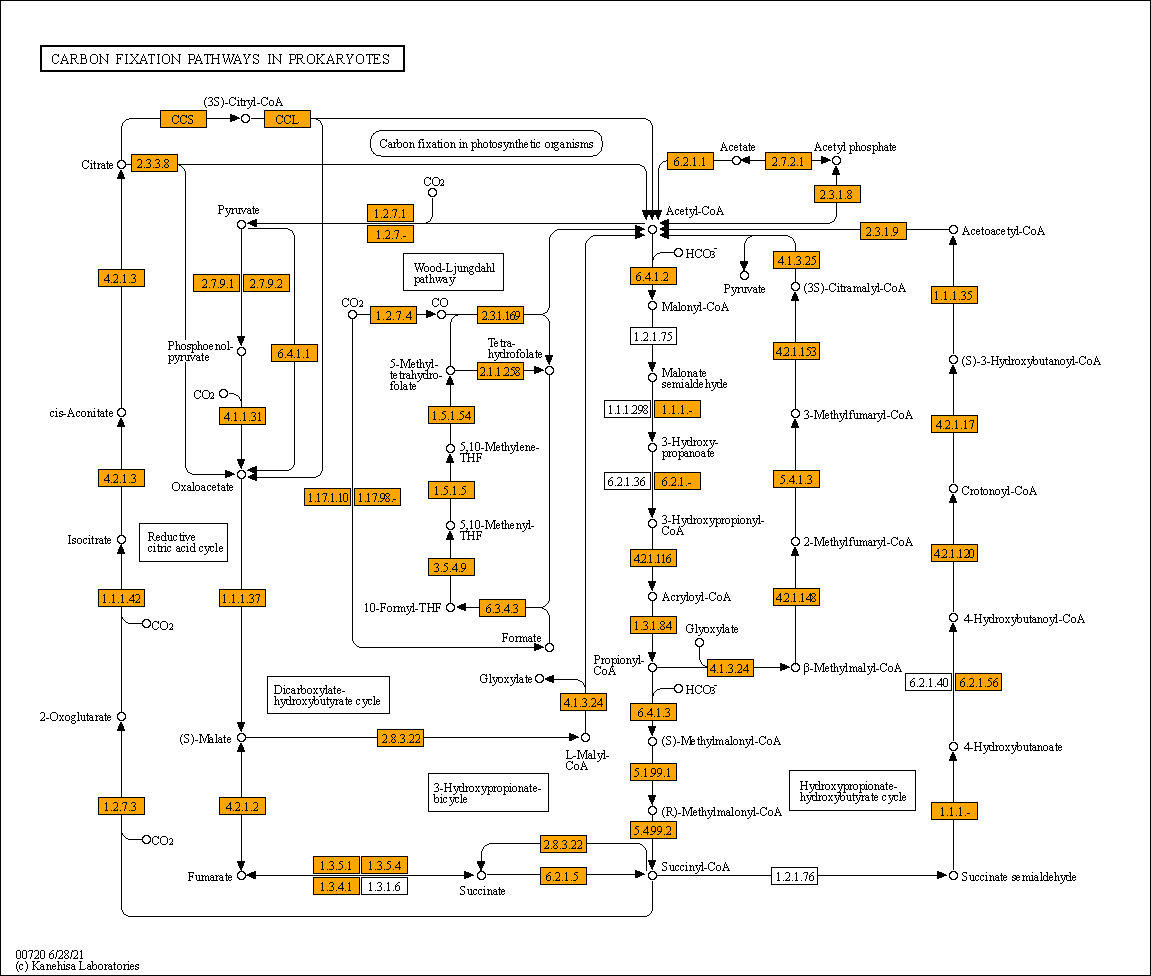 CARBON FIXATION PATHWAYS IN PROKARYOTES
(3S)-Citryl-CoA
CCS
CCL
Carbon fixation in photosynthetic organisms
Citrate
2.3.3.8
6.2.1.1
Acetate
2.7.2.1
Acetyl phosphate
2.3.1.8
CO2
Pyruvate
1.2.7.1
1.2.7.-
Acetyl-CoA
2.3.1.9
Acetoacetyl-CoA
4.2.1.3
2.7.9.1
2.7.9.2
Wood-Ljungdahl
pathway
HCO3-
6.4.1.2
Pyruvate
4.1.3.25
(3S)-Citramalyl-CoA
1.1.1.35
CO2
1.2.7.4
CO
2.3.1.169
Malonyl-CoA
1.2.1.75
Phosphoenol-
pyruvate
6.4.1.1
Tetra-
hydrofolate
5-Methyl-
tetrahydro-
folate
2.1.1.258
4.2.1.153
(S)-3-Hydroxybutanoyl-CoA
Malonate
semialdehyde
CO2
4.1.1.31
cis-Aconitate
1.5.1.54
1.1.1.298
1.1.1.-
3-Methylfumaryl-CoA
4.2.1.17
5,10-Methylene-
THF
3-Hydroxy-
propanoate
4.2.1.3
Oxaloacetate
1.17.1.10
1.17.98.-
1.5.1.5
6.2.1.36
6.2.1.-
5.4.1.3
Crotonoyl-CoA
Isocitrate
Reductive
citric acid cycle
5,10-Methenyl-
THF
3-Hydroxypropionyl-
CoA
2-Methylfumaryl-CoA
4.2.1.120
3.5.4.9
4.2.1.116
1.1.1.42
1.1.1.37
10-Formyl-THF
6.3.4.3
Acryloyl-CoA
4.2.1.148
CO2
Formate
1.3.1.84
Glyoxylate
4-Hydroxybutanoyl-CoA
Propionyl-
CoA
4.1.3.24
β-Methylmalyl-CoA
Dicarboxylate-
hydroxybutyrate cycle
Glyoxylate
4.1.3.24
HCO3-
6.4.1.3
6.2.1.40
6.2.1.56
2-Oxoglutarate
(S)-Malate
2.8.3.22
L-Malyl-
CoA
(S)-Methylmalonyl-CoA
4-Hydroxybutanoate
5.1.99.1
1.2.7.3
4.2.1.2
3-Hydroxypropionate-
bicycle
Hydroxypropionate-
hydroxybutyrate cycle
(R)-Methylmalonyl-CoA
1.1.1.-
CO2
5.4.99.2
2.8.3.22
Fumarate
1.3.5.1
1.3.5.4
1.3.4.1
1.3.1.6
Succinate
6.2.1.5
Succinyl-CoA
1.2.1.76
Succinate semialdehyde
00720 6/28/21
(c) Kanehisa Laboratories